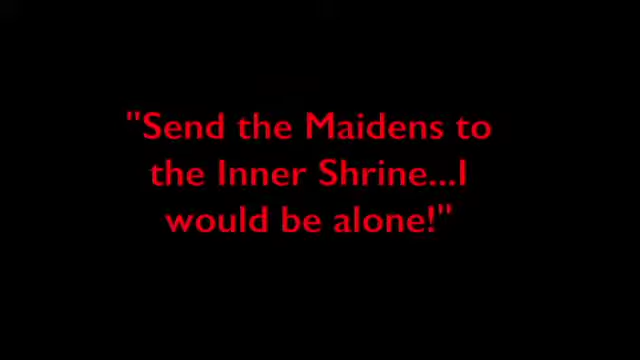 "Send the Maidens to
the Inner Shrine...I
would be alone!"